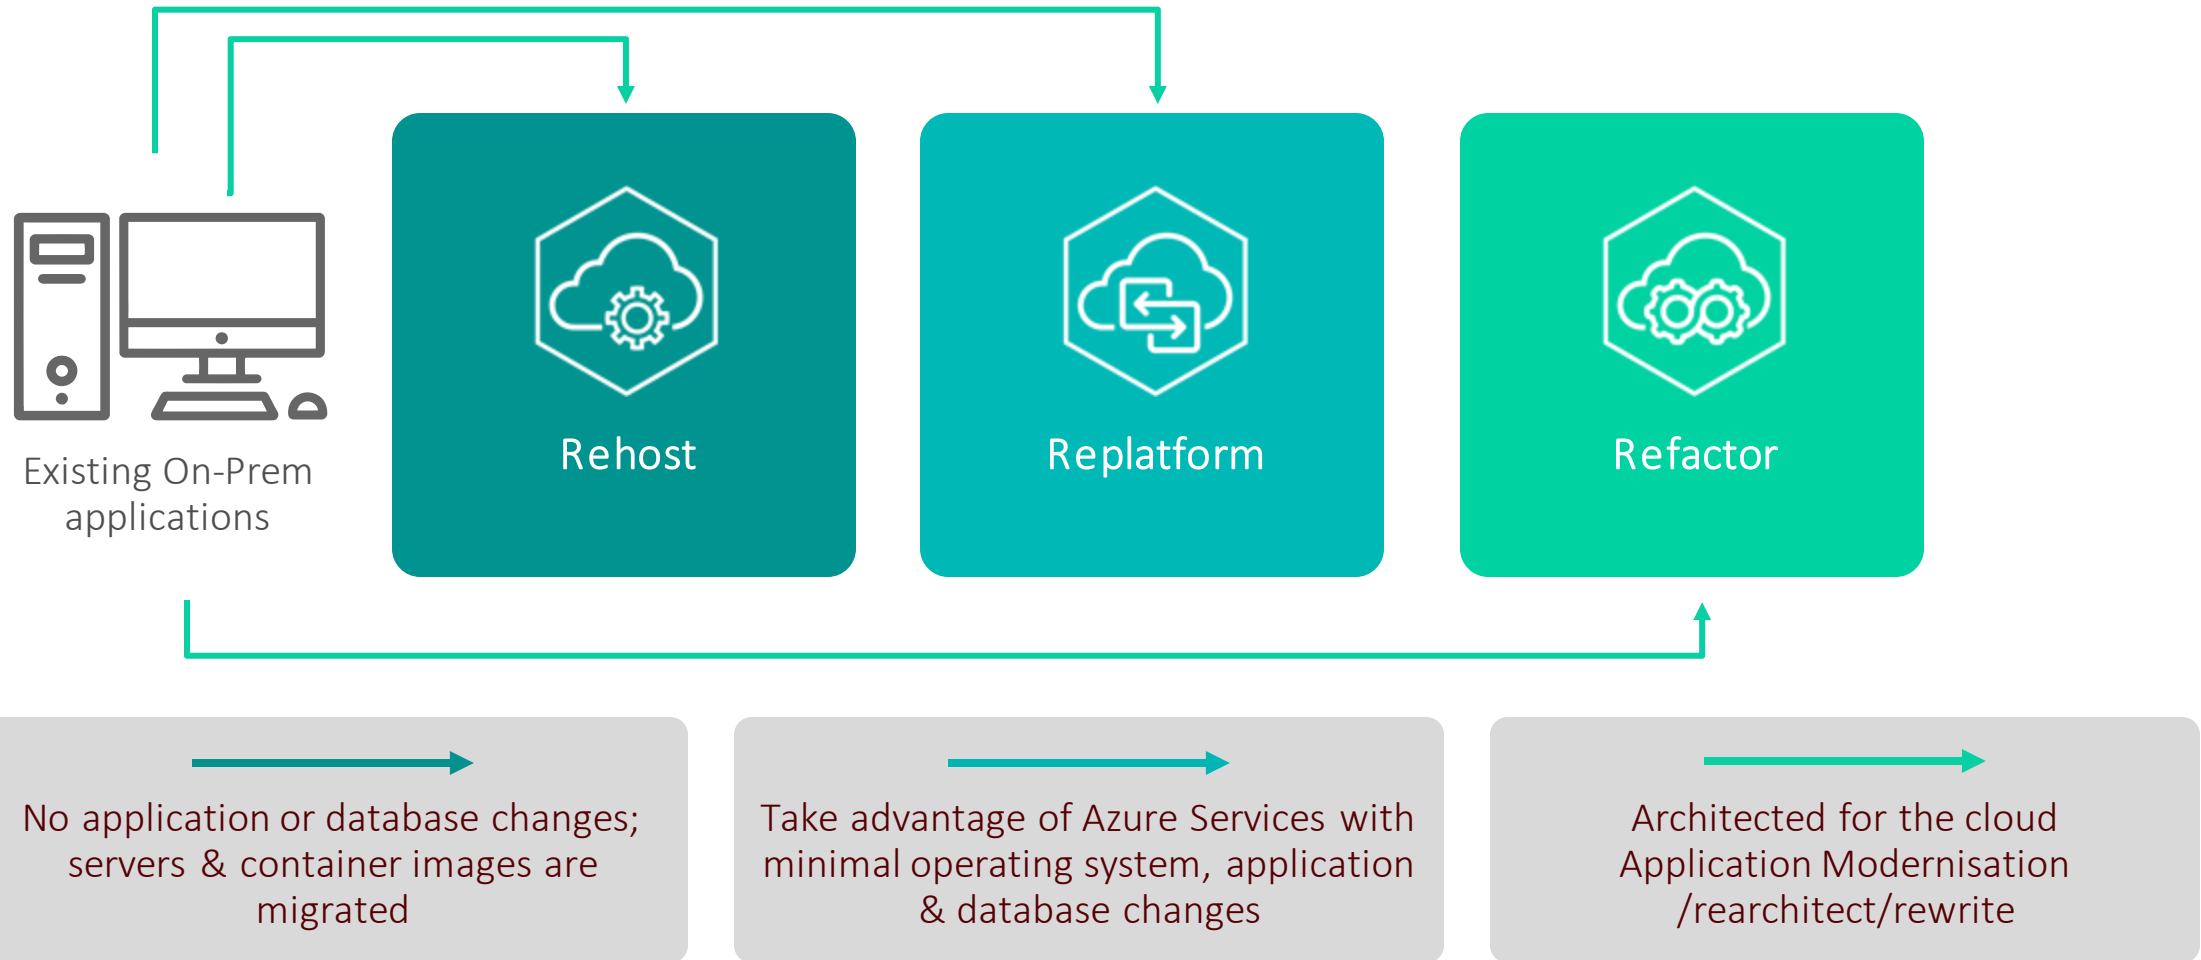 Existing On-Prem
applications
Rehost
Replatform
Refactor
No application or database changes;
servers & container images are
migrated
Take advantage of Azure Services with
minimal operating system, application
& database changes
Architected for the cloud
Application Modernisation
/rearchitect/rewrite